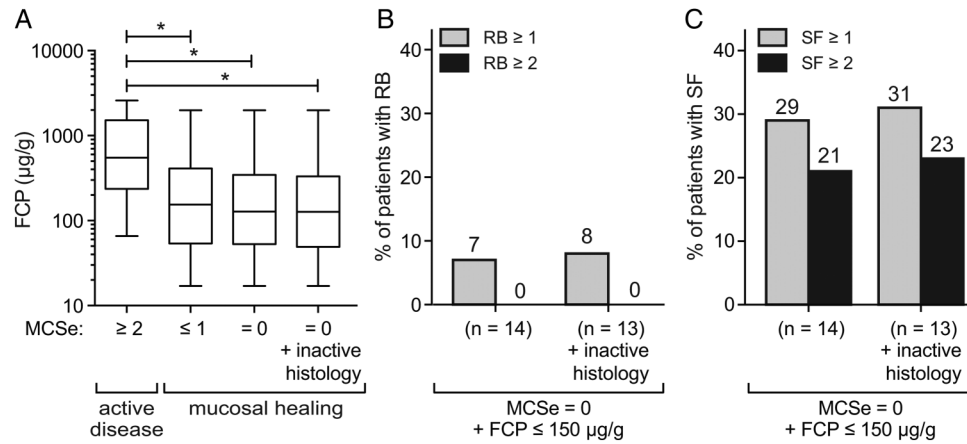 A
*
*
*
10000
1000
100
10
FCP (µg/g)
MCSe: ≥ 2 ≤ 1 = 0 = 0
+ inactive
histology
active
disease
mucosal healing
B
RB ≥ 1
RB ≥ 2
40
30
20
10
0
% of patients with RB
7
0
8
0
(n = 14) (n = 13)
+ inactive
histology
MCSe = 0
+ FCP ≤ 150 µg/g
C
SF ≥ 1
SF ≥ 2
40
30
20
10
0
% of patients with SF
29
21
31
23
(n = 14) (n = 13)
+ inactive
histology
MCSe = 0
+ FCP ≤ 150 µg/g